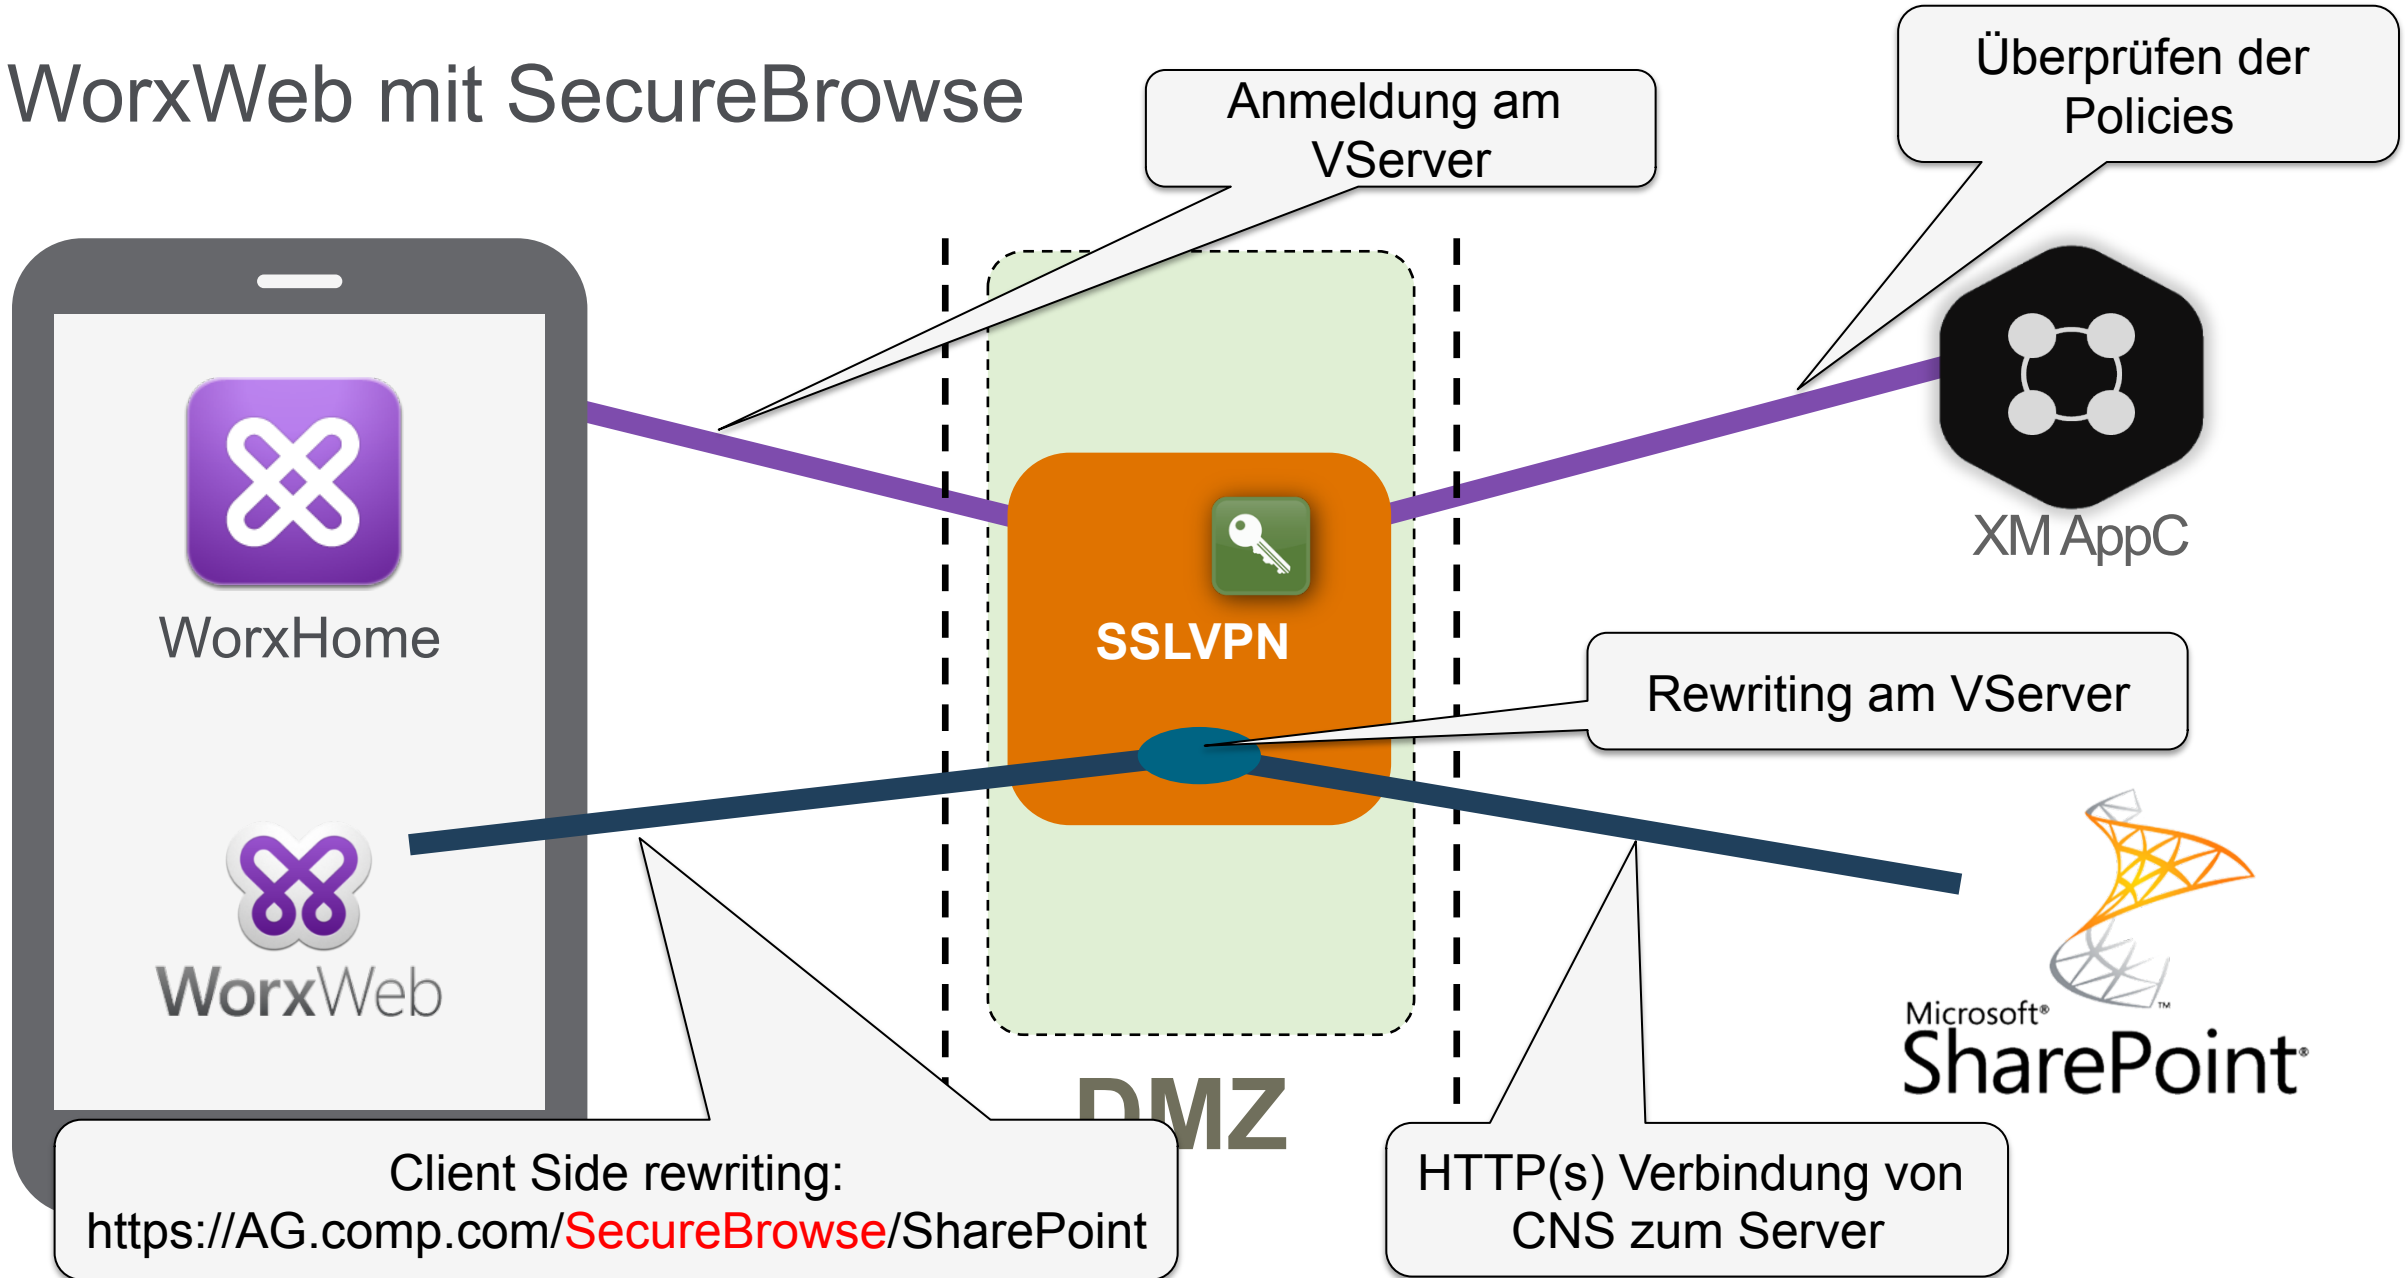 WorxWeb mit SecureBrowse
Anmeldung am
VServer
Überprüfen der
Policies
XM AppC
WorxHome
SSLVPN
Rewriting am VServer
WorxWeb
Microsoft®
SharePoint®
™
DMZ
Client Side rewriting:
https://AG.comp.com/SecureBrowse/SharePoint
HTTP(s) Verbindung von
CNS zum Server